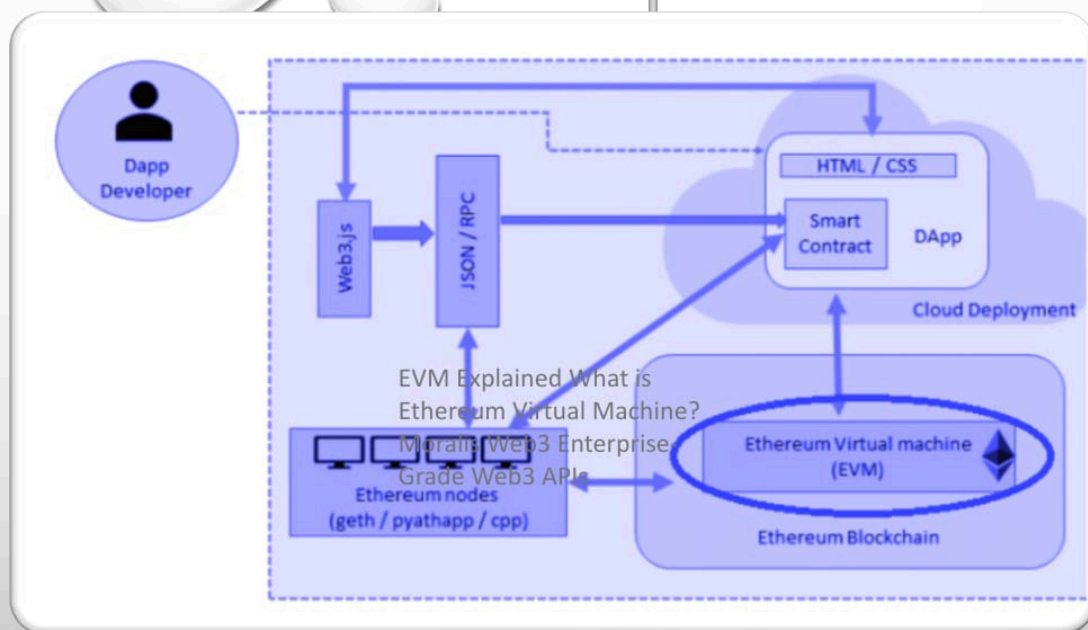 Dapp
Developer
HTML / CSS
Smart
Contract
DApp
Web3.js
JSON / RPC
Cloud Deployment
EVM Explained What is
Ethereum Virtual Machine?
Moralis Web3 Enterprise
Grade Web3 APIs
Ethereum Virtual machine
(EVM)
Ethereum nodes
(geth / pyathapp / cpp)
Ethereum Blockchain